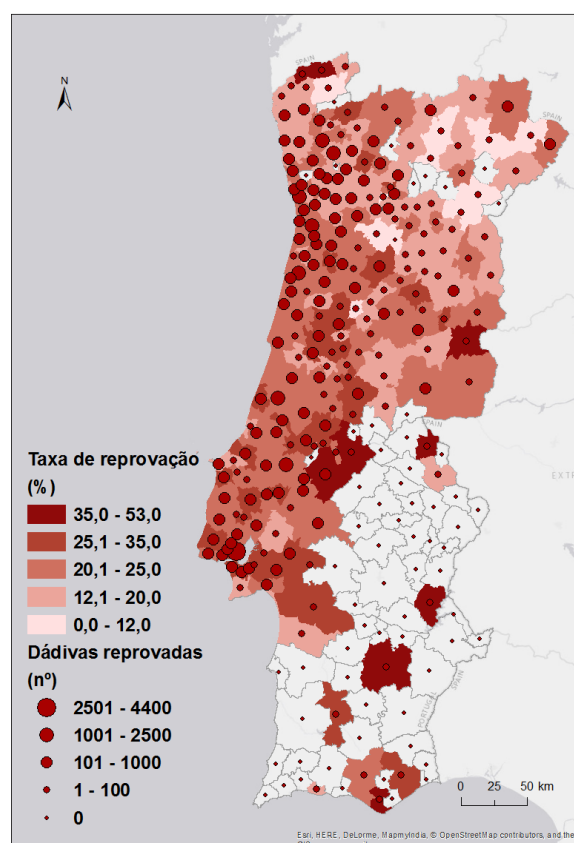 N
SPAIN
SPAIN
SPAIN
EXT
Taxa de reprovação
(%)
35,0 - 53,0
25,1 - 35,0
20,1 - 25,0
12,1 - 20,0
0,0 - 12,0
Dádivas reprovadas
(nº)
2501 - 4400
1001 - 2500
101 - 1000
1 - 100
0
PORTUGAL
SPAIN
0 25 50 km
Esri, HERE, DeLorme, MapmyIndia, © OpenStreetMap contributors, and the